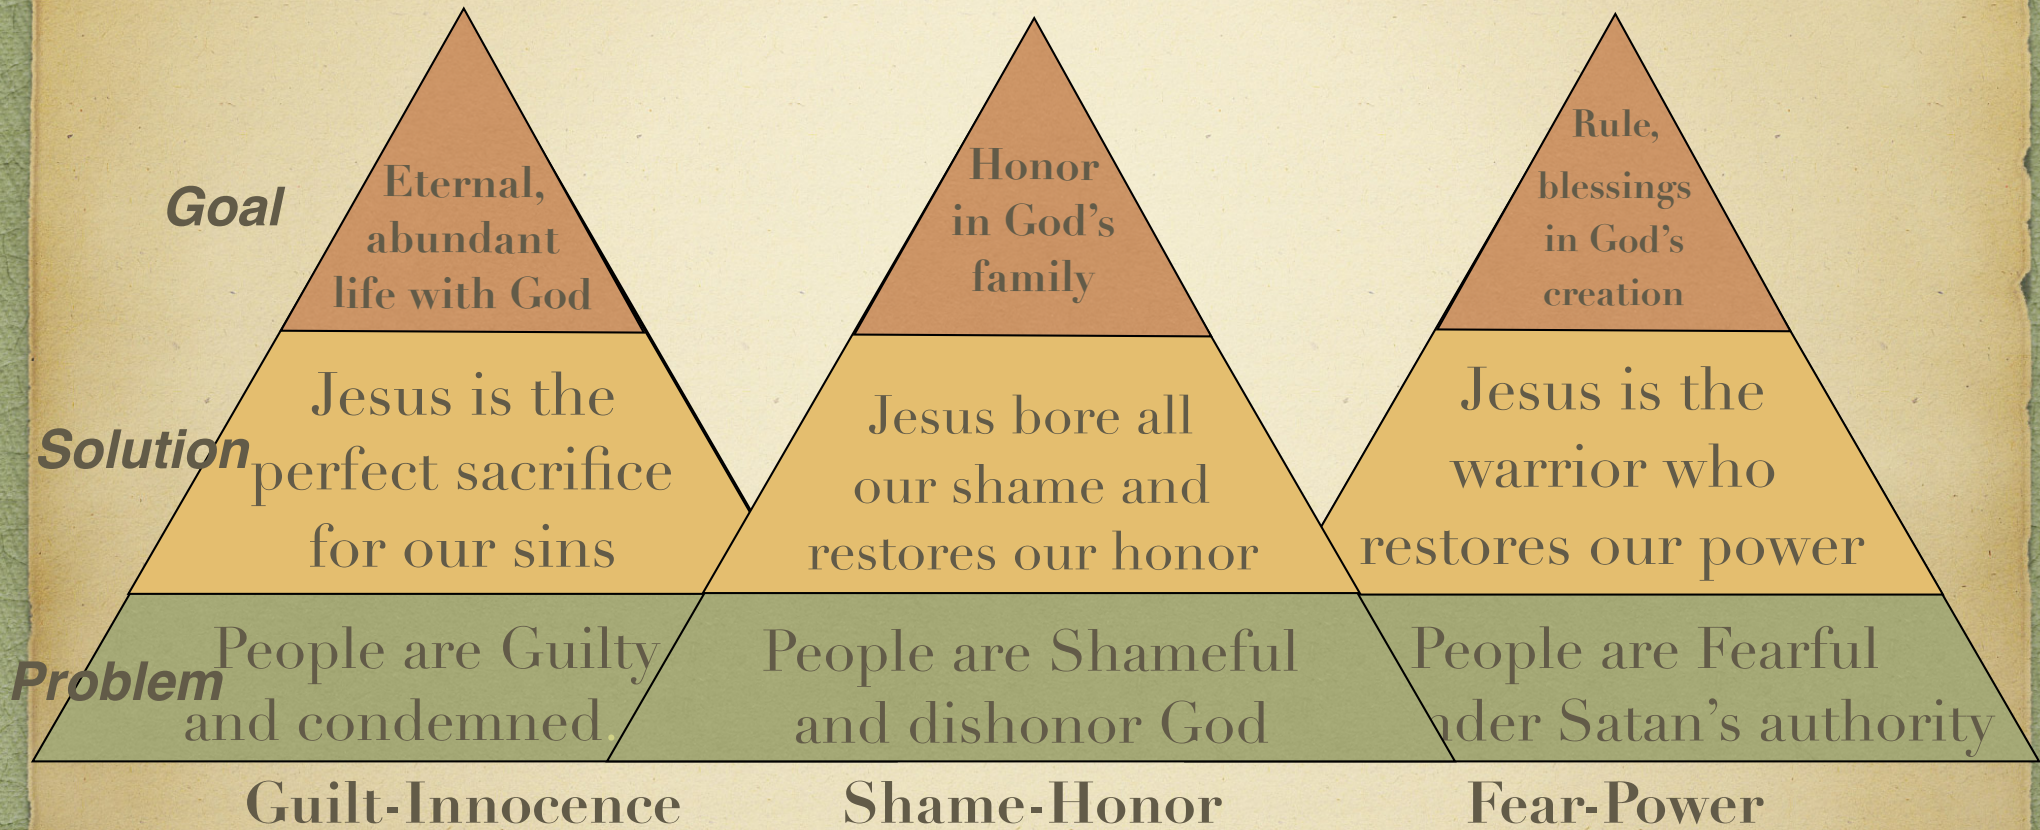 Goal
Eternal,
abundant
life with God
Honor
in God's
family
Rule,
blessings
in God's
creation
Solution
Jesus is the
perfect sacrifice
for our sins
Jesus bore all
our shame and
restores our honor
Jesus is the
warrior who
restores our power
Problem
People are Guilty
and condemned.
People are Shameful
and dishonor God
People are Fearful
Satan's authority
Guilt-Innocence
Shame-Honor
Fear-Power